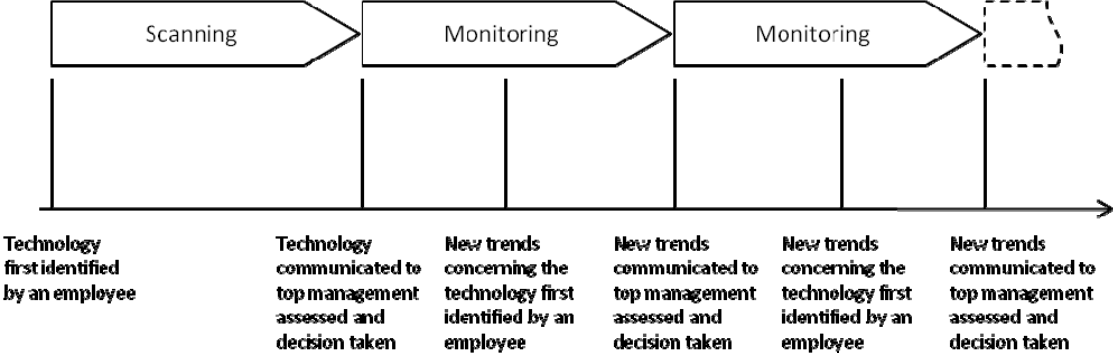 Scanning
Monitoring
Monitoring
Technology
first identified
by an employee
Technology
communicated to
top management
assessed and
decision taken
New trends
concerning the
technology first
identified by an
employee
New trends
communicated to
top management
assessed and
decision taken
New trends
concerning the
technology first
identified by an
employee
New trends
communicated to
top management
assessed and
decision taken